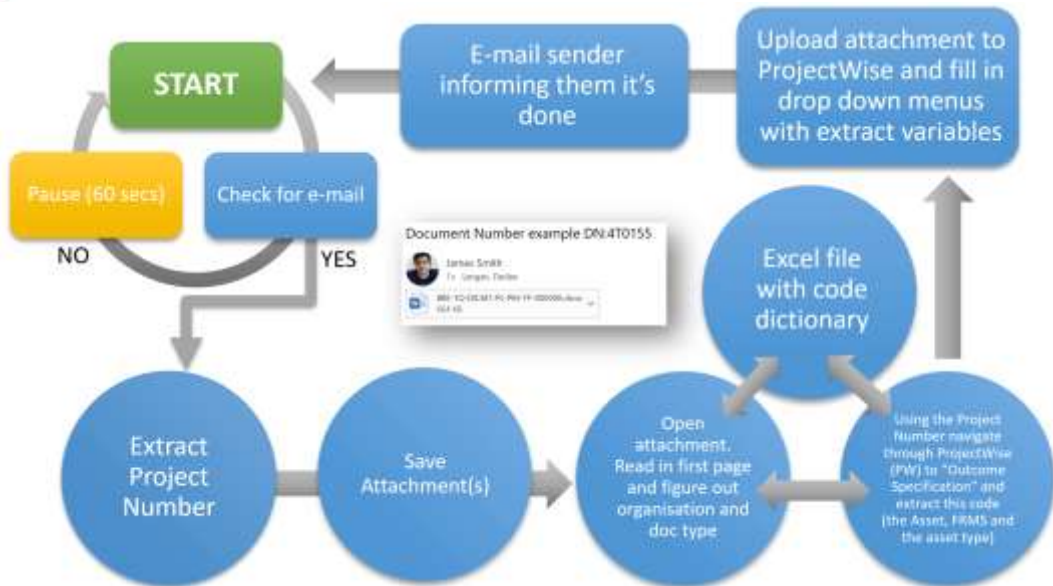 START
Pause (60 secs)
Check for e-mail
NO
YES
E-mail sender
informing them it's
done
Upload attachment to
ProjectWise and fill in
drop down menus
with extract variables
Document Number example DN:4T0155
James Smith
To
Excel file
with code
dictionary
Extract
Project
Number
Save
Attachment(s)
Open
attachment.
Read in first page
and figure out
organisation and
doc type
Using the Project
Number navigate
through ProjectWise
(PW) to "Outcome
Specification" and
extract this code
(the Asset, FRMS and
the asset type)